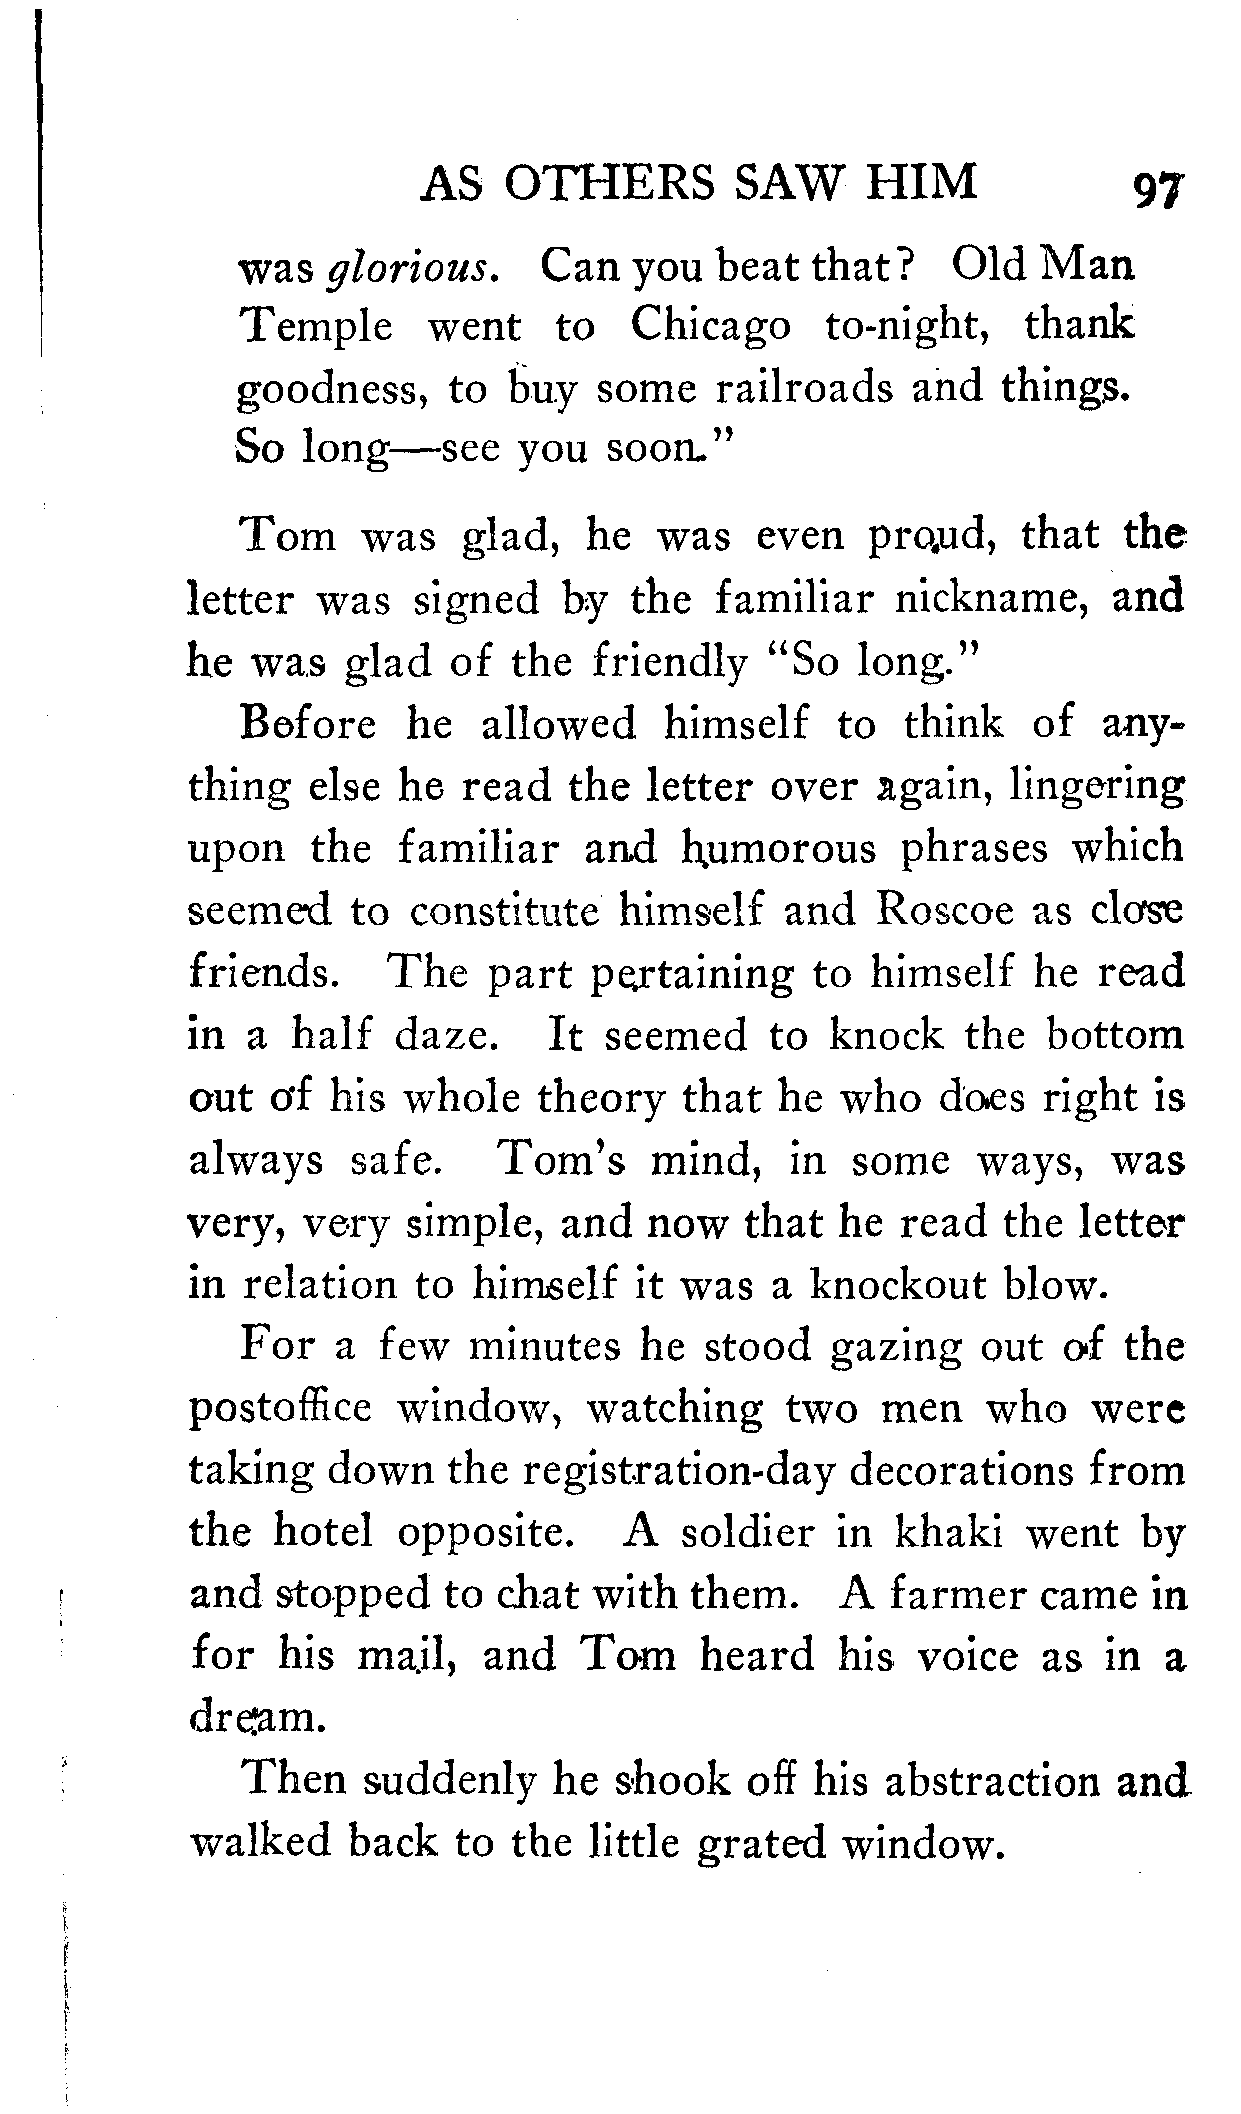 AS OTHERS SAW HIM 97
was glorious. Can you beat that? Old Man
Temple went to Chicago to-night, thank
goodness, to buy some railroads and things.
So long—see you soon."
Tom was glad, he was even proud, that the
letter was signed by the familiar nickname, and
he was glad of the friendly "So long."
Before he allowed himself to think of any-
thing else he read the letter over again, lingering
upon the familiar and humorous phrases which
seemed to constitute himself and Roscoe as close
friends. The part pertaining to himself he read
in a half daze. It seemed to knock the bottom
out of his whole theory that he who does right is
always safe. Tom's mind, in some ways, was
very, very simple, and now that he read the letter
in relation to himself it was a knockout blow.
For a few minutes he stood gazing out of the
postoffice window, watching two men who were
taking down the registration-day decorations from
the hotel opposite. A soldier in khaki went by
and stopped to chat with them. A farmer came in
for his mail, and Tom heard his voice as in a
dream.
Then suddenly he shook off his abstraction and
walked back to the little grated window.